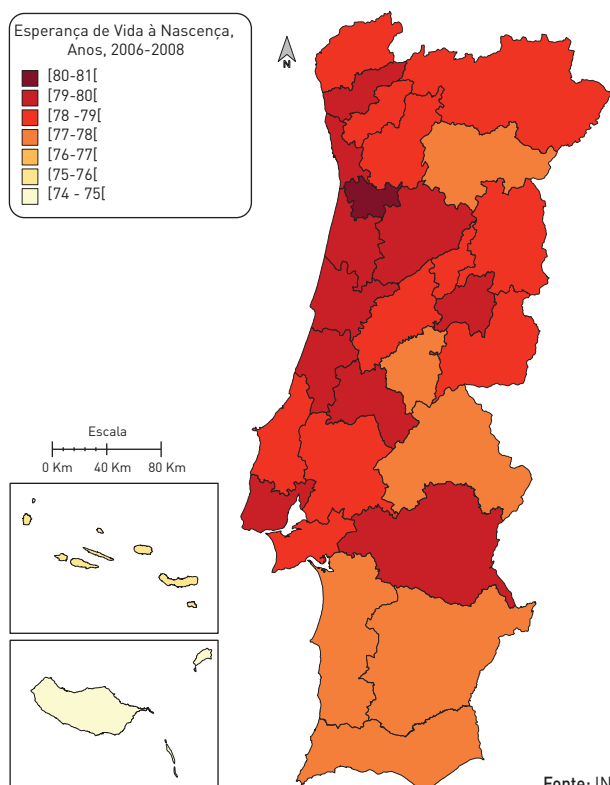 Esperança de Vida à Nascença,
Anos, 2006-2008
[80-81[
[79-80[
[78 -79[
[77-78[
[76-77[
(75-76[
[74 - 75[
N
Escala
0 Km 40 Km 80 Km
Fonte: IN